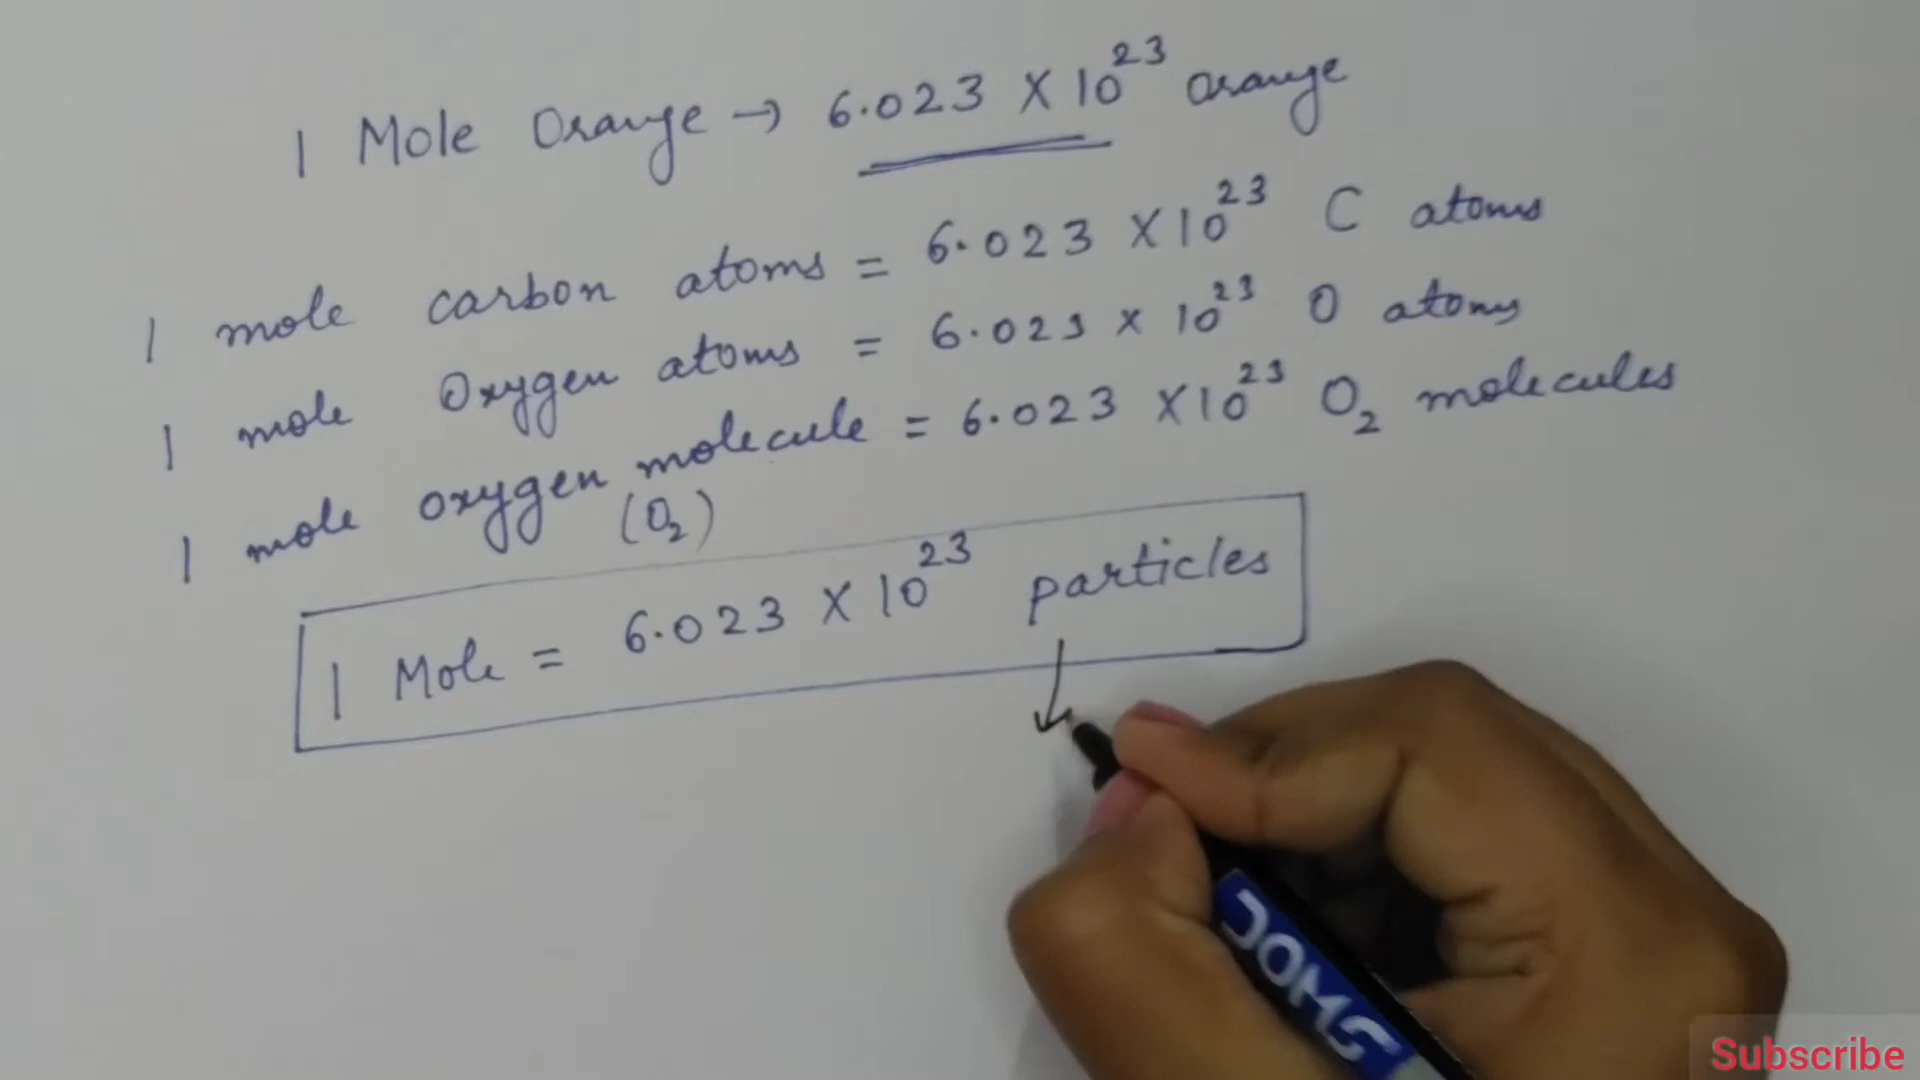 1 Mole Orange → 6.023 X 10²³ orange
1 mole carbon atoms = 6.023 X 10²³ C atoms
1 mole Oxygen atoms = 6.023 x 10²³ O atoms
1 mole oxygen molecule = 6.023 X 10²³ O₂ molecules
(O₂)
1 Mole = 6.023 X 10²³ particles
DOMS
Subscribe